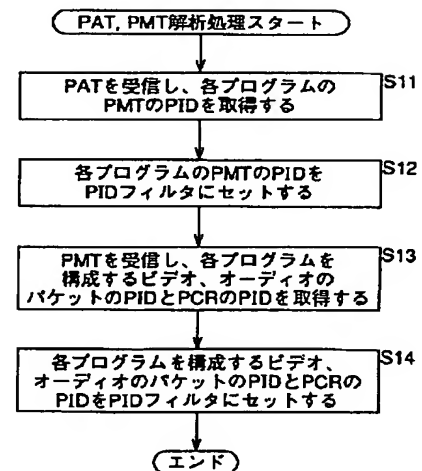 PAT, PMT解析処理スタート
PATを受信し、各プログラムの
PMTのPIDを取得する
S11
各プログラムのPMTのPIDを
PIDフィルタにセットする
S12
PMTを受信し、各プログラムを
構成するビデオ、オーディオの
パケットのPIDとPCRのPIDを取得する
S13
各プログラムを構成するビデオ、
オーディオのパケットのPIDとPCRの
PIDをPIDフィルタにセットする
S14
エンド